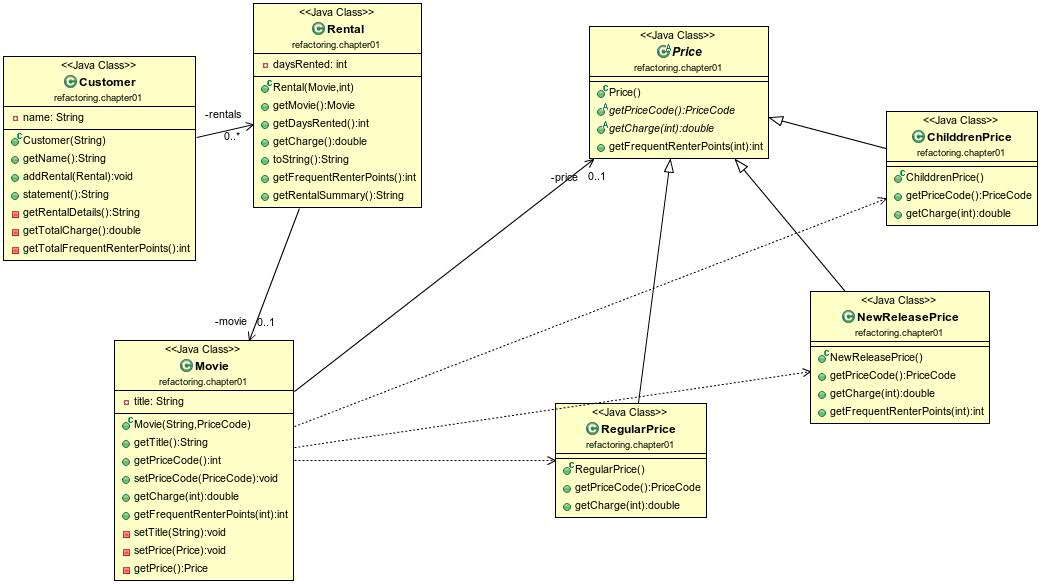 <<Java Class>>
Customer
refactoring.chapter01
name: String
Customer(String)
getName():String
addRental(Rental):void
statement():String
getRentalDetails():String
getTotalCharge():double
getTotalFrequentRenterPoints():int
-rentals
0..*
<<Java Class>>
Rental
refactoring.chapter01
daysRented: int
Rental(Movie,int)
getMovie():Movie
getDaysRented():int
getCharge():double
toString():String
getFrequentRenterPoints():int
getRentalSummary():String
-movie
0..1
<<Java Class>>
Movie
refactoring.chapter01
title: String
Movie(String,PriceCode)
getTitle():String
getPriceCode():int
setPriceCode(PriceCode):void
getCharge(int):double
getFrequentRenterPoints(int):int
setTitle(String):void
setPrice(Price):void
getPrice():Price
-price
0..1
<<Java Class>>
Price
refactoring.chapter01
Price()
getPriceCode():PriceCode
getCharge(int):double
getFrequentRenterPoints(int):int
<<Java Class>>
ChilddrenPrice
refactoring.chapter01
ChilddrenPrice()
getPriceCode():PriceCode
getCharge(int):double
<<Java Class>>
NewReleasePrice
refactoring.chapter01
NewReleasePrice()
getPriceCode():PriceCode
getCharge(int):double
getFrequentRenterPoints(int):int
<<Java Class>>
RegularPrice
refactoring.chapter01
RegularPrice()
getPriceCode():PriceCode
getCharge(int):double